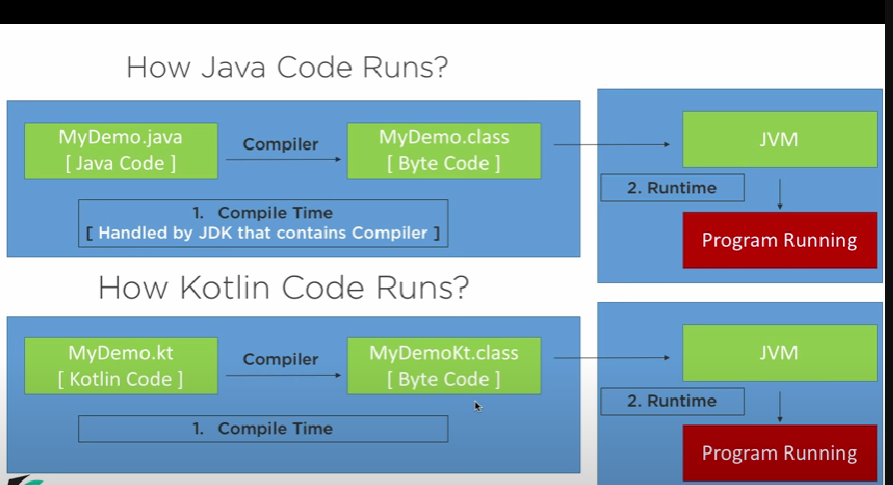 How Java Code Runs?
MyDemo.java
[ Java Code ]
Compiler
MyDemo.class
[ Byte Code ]
1. Compile Time
[ Handled by JDK that contains Compiler ]
JVM
2. Runtime
Program Running
How Kotlin Code Runs?
MyDemo.kt
[ Kotlin Code ]
Compiler
MyDemoKt.class
[ Byte Code ]
1. Compile Time
JVM
2. Runtime
Program Running